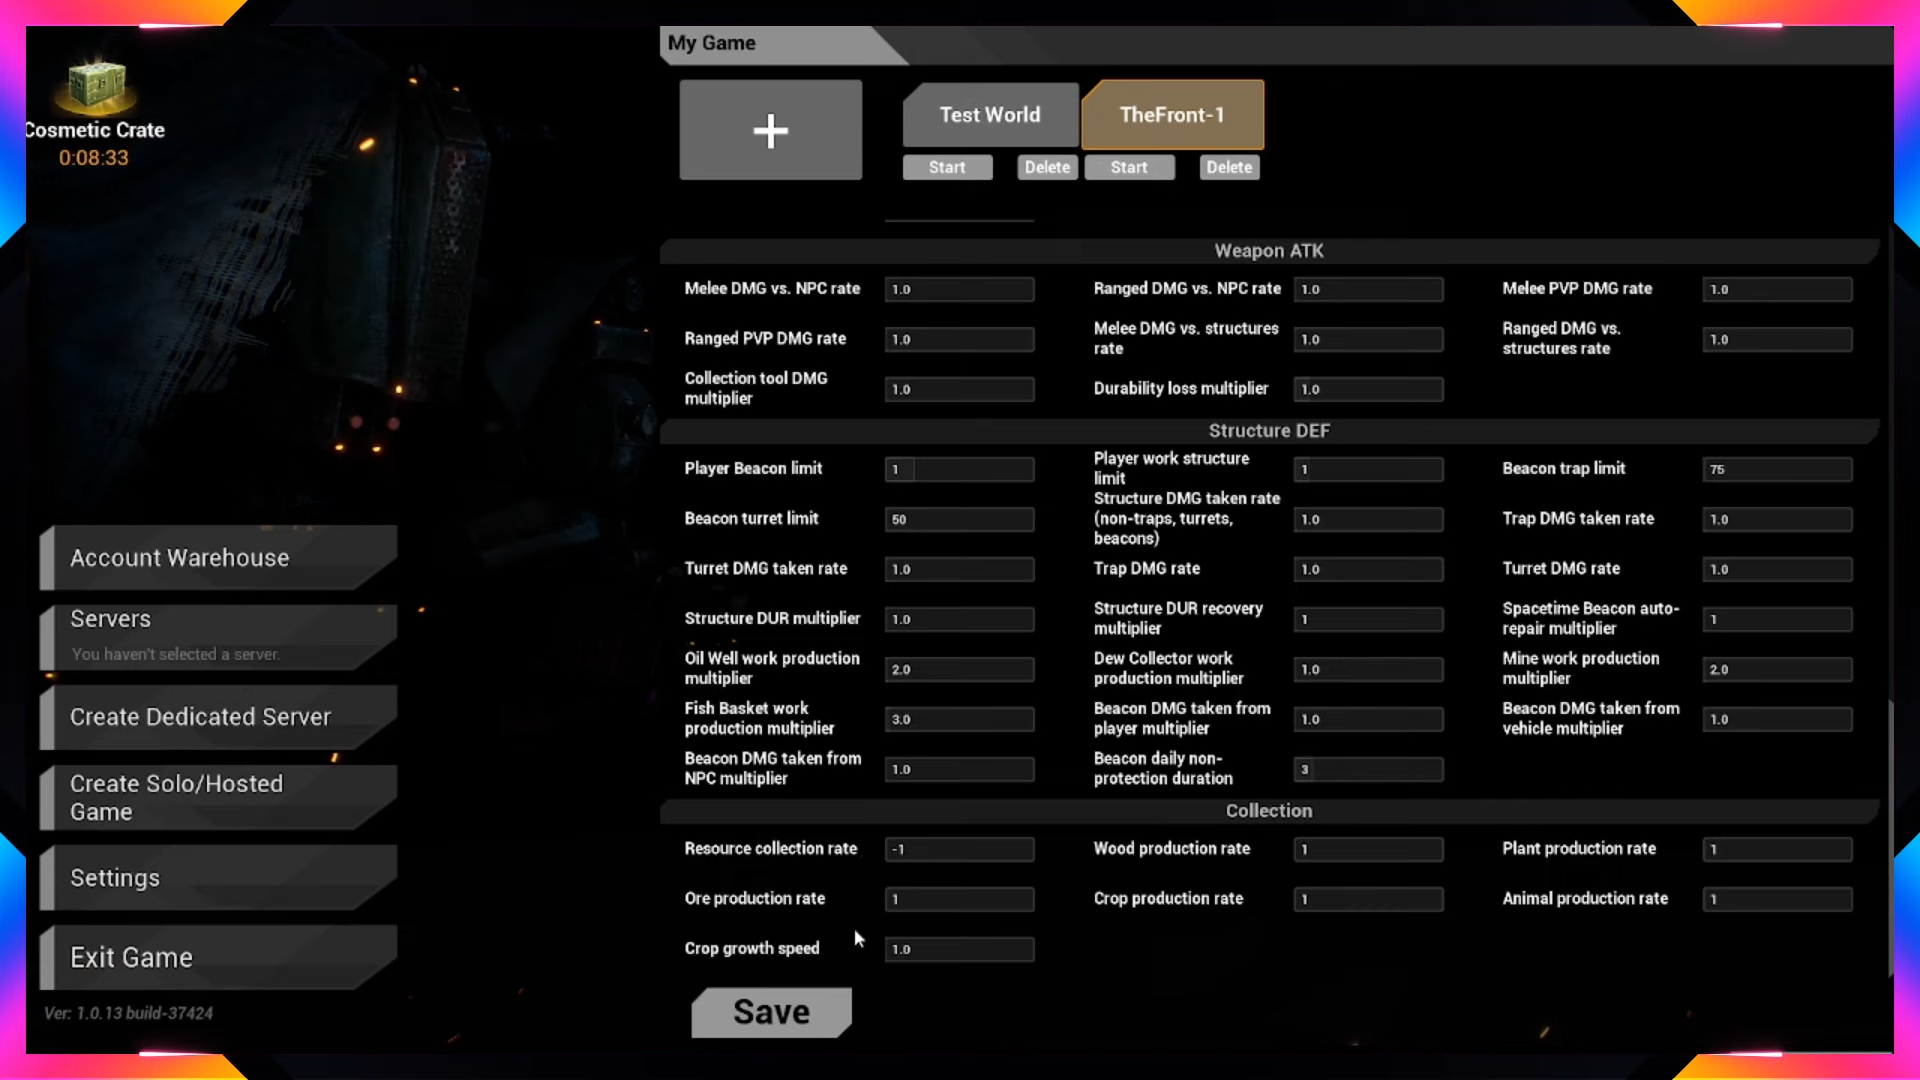 My Game
Cosmetic Crate
0:08:33
+
Test World
TheFront-1
Start
Delete
Start
Delete
Weapon ATK
Melee DMG vs. NPC rate
1.0
Ranged DMG vs. NPC rate
1.0
Melee PVP DMG rate
1.0
Ranged PVP DMG rate
1.0
Melee DMG vs. structures
rate
1.0
Ranged DMG vs.
structures rate
1.0
Collection tool DMG
multiplier
1.0
Durability loss multiplier
1.0
Structure DEF
Player Beacon limit
1
Player work structure
limit
1
Beacon trap limit
75
Beacon turret limit
50
Structure DMG taken rate
(non-traps, turrets,
beacons)
1.0
Trap DMG taken rate
1.0
Turret DMG taken rate
1.0
Trap DMG rate
1.0
Turret DMG rate
1.0
Structure DUR multiplier
1.0
Structure DUR recovery
multiplier
1
Spacetime Beacon auto-
repair multiplier
1
Oil Well work production
multiplier
2.0
Dew Collector work
production multiplier
1.0
Mine work production
multiplier
2.0
Fish Basket work
production multiplier
3.0
Beacon DMG taken from
player multiplier
1.0
Beacon DMG taken from
vehicle multiplier
1.0
Beacon DMG taken from
NPC multiplier
1.0
Beacon daily non-
protection duration
3
Collection
Resource collection rate
-1
Wood production rate
1
Plant production rate
1
Ore production rate
1
Crop production rate
1
Animal production rate
1
Crop growth speed
1.0
Save
Account Warehouse
Servers
You haven't selected a server.
Create Dedicated Server
Create Solo/Hosted
Game
Settings
Exit Game
Ver: 1.0.13 build-37424